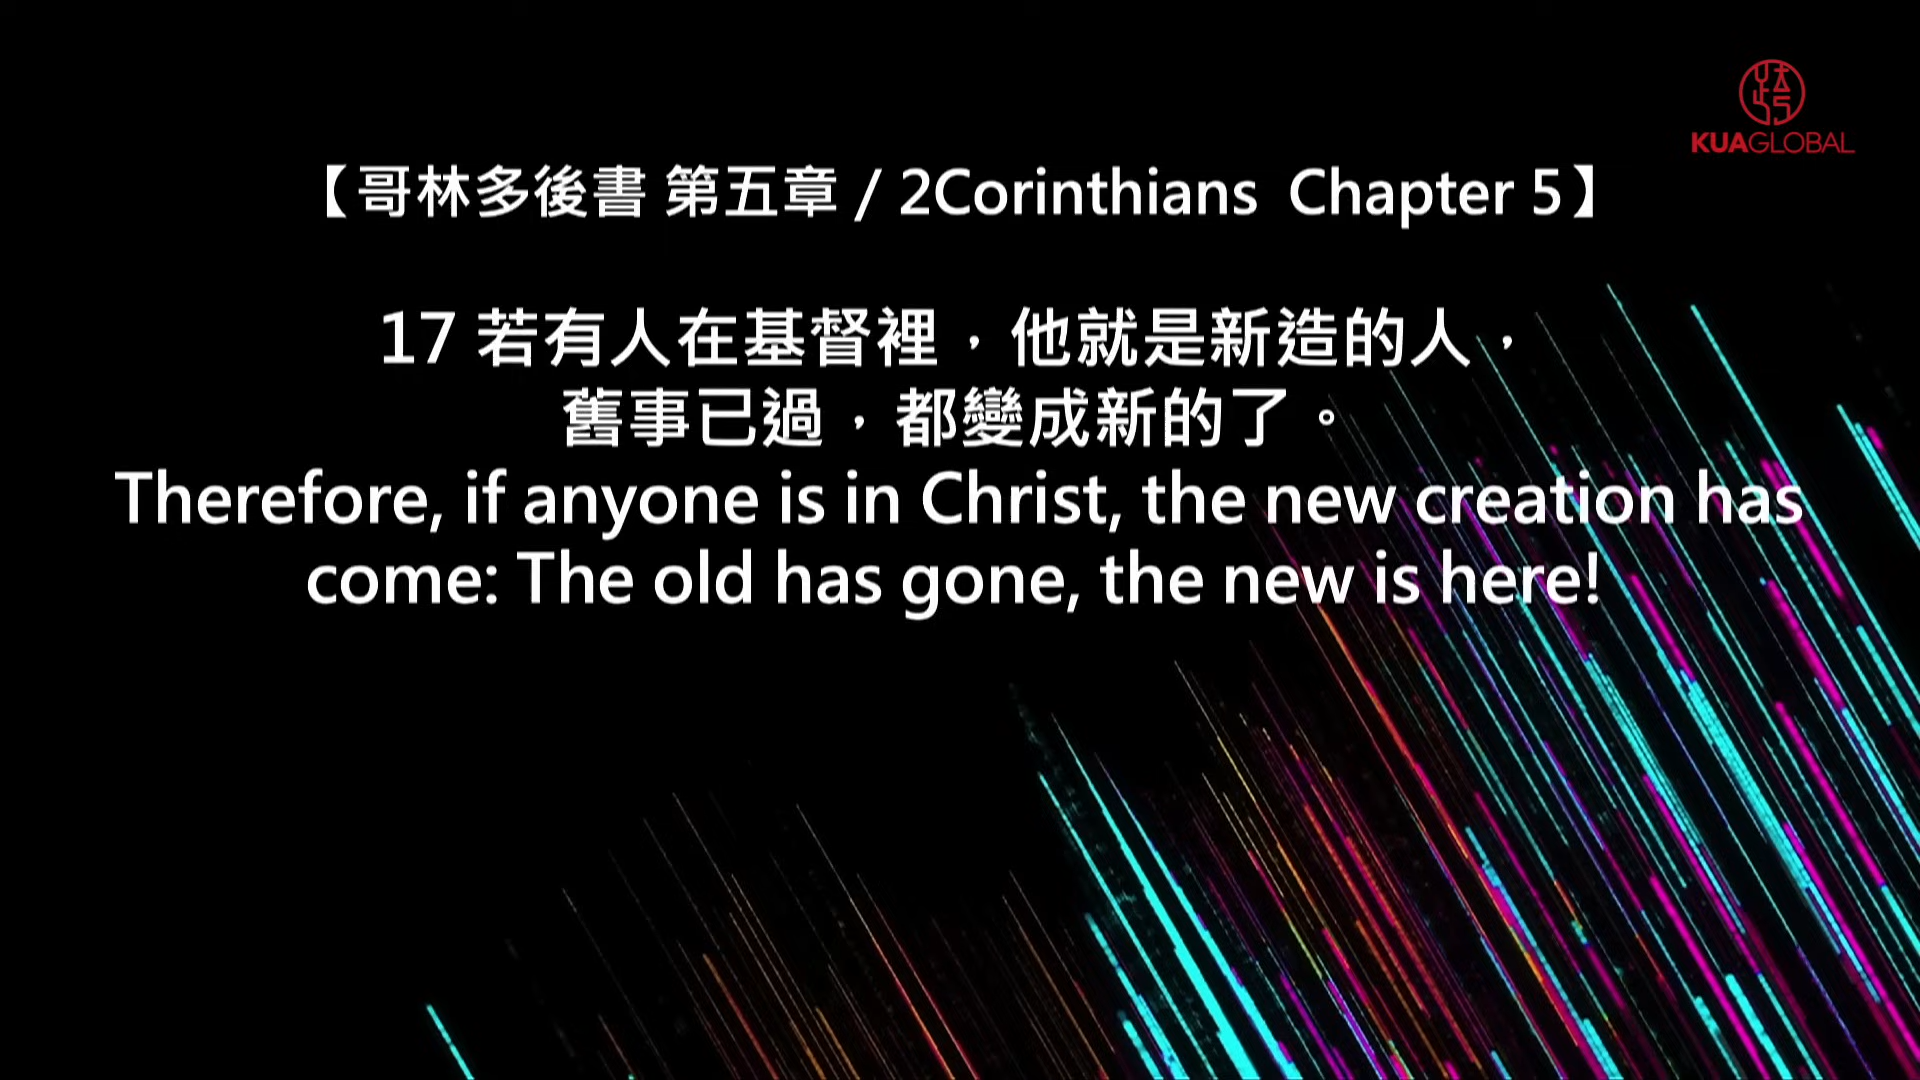 跨
KUAGLOBAL
【哥林多後書 第五章 / 2Corinthians  Chapter 5】
17 若有人在基督裡，他就是新造的人，
舊事已過，都變成新的了。
Therefore, if anyone is in Christ, the new creation has
come: The old has gone, the new is here!